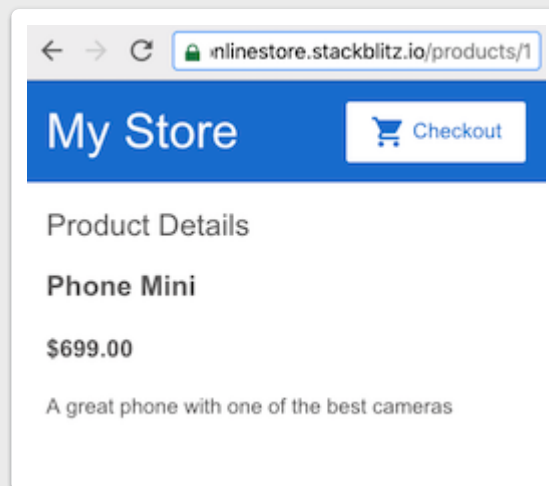 nlinestore.stackblitz.io/products/1
My Store
Checkout
Product Details
Phone Mini
$699.00
A great phone with one of the best cameras